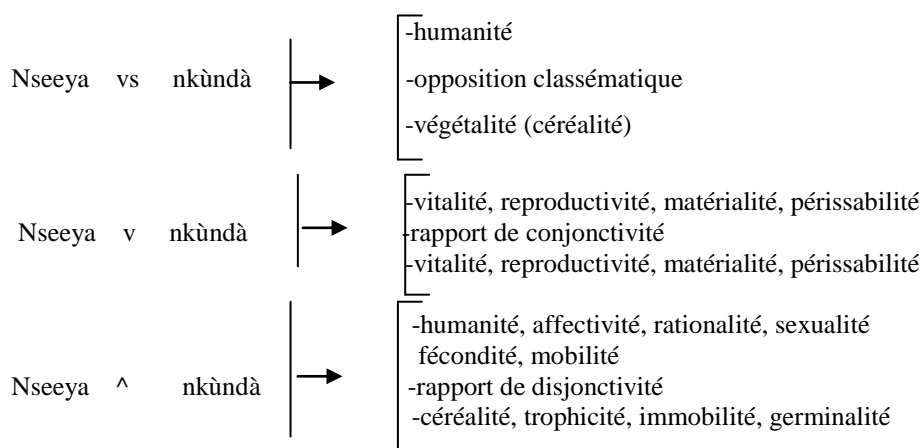 -humanité
Nseeya vs nkùndà
-opposition classématique
-végétalité (céréalité)
-vitalité, reproductivité, matérialité, périssabilité
Nseeya v nkùndà
-rapport de conjonctivité
-vitalité, reproductivité, matérialité, périssabilité
-humanité, affectivité, rationalité, sexualité
fécondité, mobilité
Nseeya ^ nkùndà
-rapport de disjonctivité
-céréalité, trophicité, immobilité, germinalité